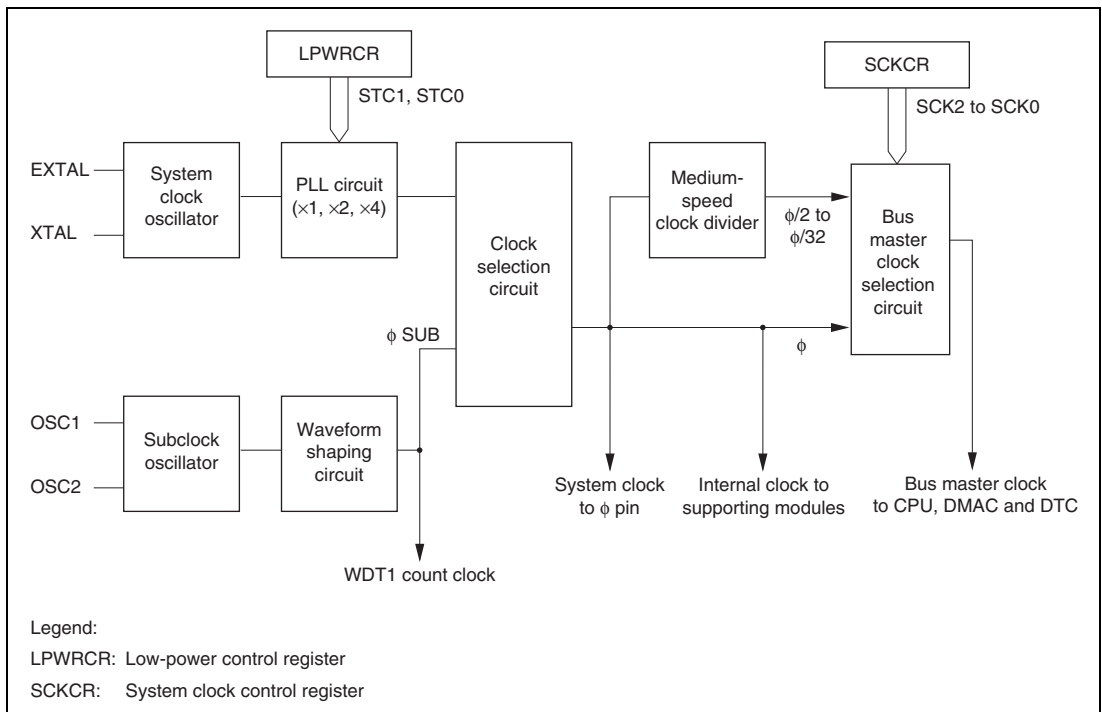 LPWRCR
STC1, STC0
SCKCR
SCK2 to SCK0
EXTAL
XTAL
System
clock
oscillator
PLL circuit
(×1, ×2, ×4)
Clock
selection
circuit
Medium-
speed
clock divider
ϕ/2 to
ϕ/32
Bus
master
clock
selection
circuit
ϕ SUB
ϕ
OSC1
OSC2
Subclock
oscillator
Waveform
shaping
circuit
System clock
to ϕ pin
Internal clock to
supporting modules
Bus master clock
to CPU, DMAC and DTC
WDT1 count clock
Legend:
LPWRCR: Low-power control register
SCKCR: System clock control register